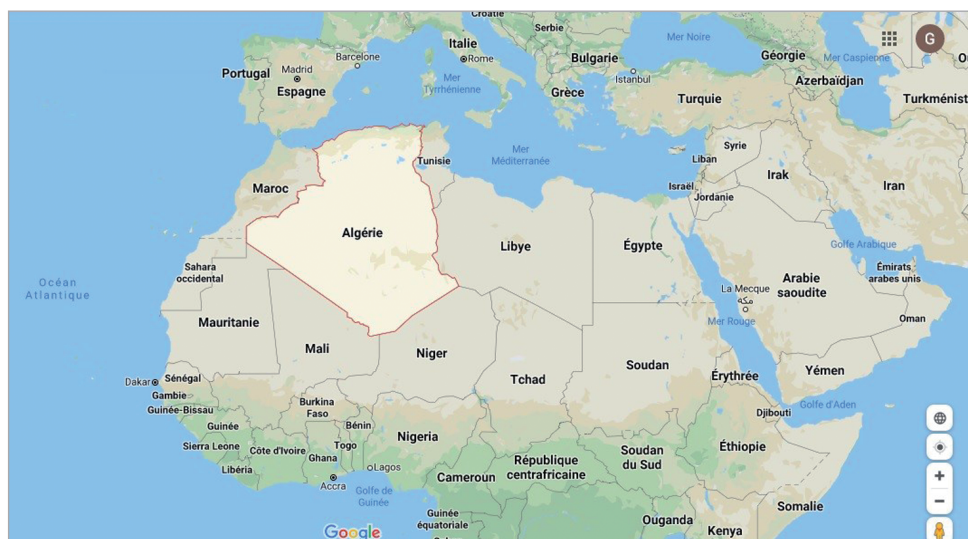 Croatie
Serbie
Italie
Mer Noire
G
Géorgie
Mer Caspienne
Barcelone
Rome
Bulgarie
Portugal
Madrid
Espagne
Mer
Tyrrhénienne
Istanbul
Azerbaïdjan
Grèce
Turquie
Turkménist
Mer
Méditerranée
Tunisie
Syrie
Liban
Irak
Maroc
Israël
Jordanie
Iran
Algérie
Libye
Égypte
Golfe Arabique
Océan
Atlantique
Sahara
occidental
Émirats
arabes unis
Arabie
saoudite
La Mecque
مكة
Mauritanie
Mer Rouge
Oman
Mali
Niger
Tchad
Soudan
Érythrée
Yémen
Dakar
Sénégal
Gambie
Guinée-Bissau
Burkina
Faso
Golfe d'Aden
Djibouti
Guinée
Bénin
Nigeria
Sierra Leone
Côte d'Ivoire
Togo
Ghana
Libéria
Lagos
Accra
Cameroun
République
centrafricaine
Soudan
du Sud
Éthiopie
Golfe de
Guinée
Somalie
Guinée
équatoriale
Ouganda
Kenya
Google